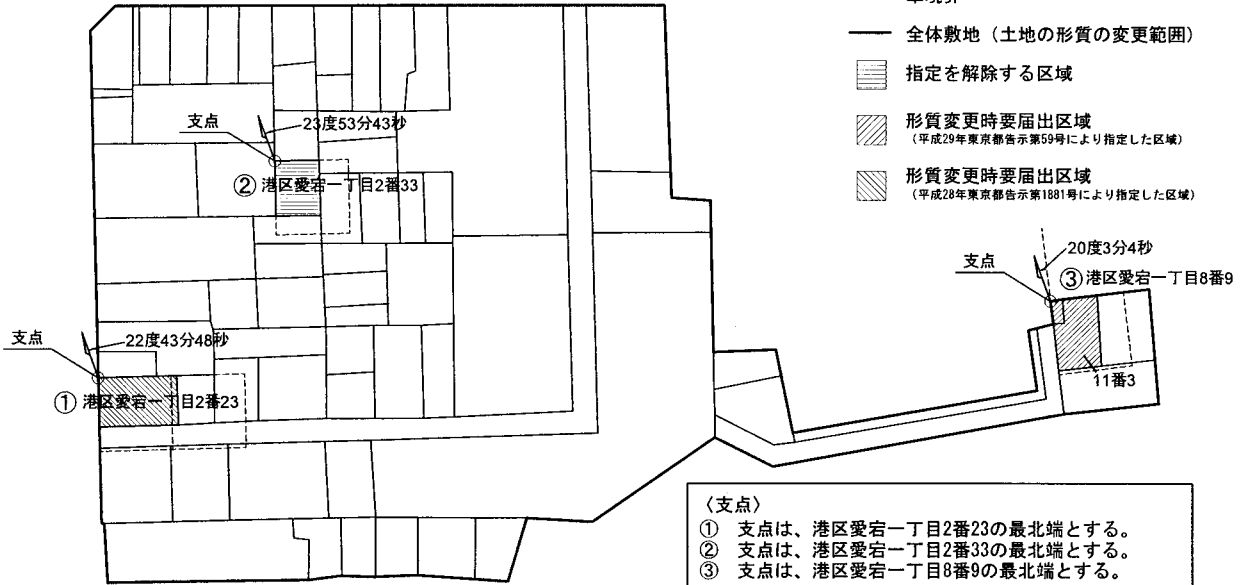 全体敷地（土地の形質の変更範囲）
指定を解除する区域
形質変更時要届出区域
（平成29年東京都告示第59号により指定した区域）
形質変更時要届出区域
（平成28年東京都告示第1881号により指定した区域）
支点
23度53分43秒
② 港区愛宕一丁目2番33
支点
22度43分48秒
① 港区愛宕一丁目2番23
支点
20度3分4秒
③ 港区愛宕一丁目8番9
11番3
〈支点〉
① 支点は、港区愛宕一丁目2番23の最北端とする。
② 支点は、港区愛宕一丁目2番33の最北端とする。
③ 支点は、港区愛宕一丁目8番9の最北端とする。